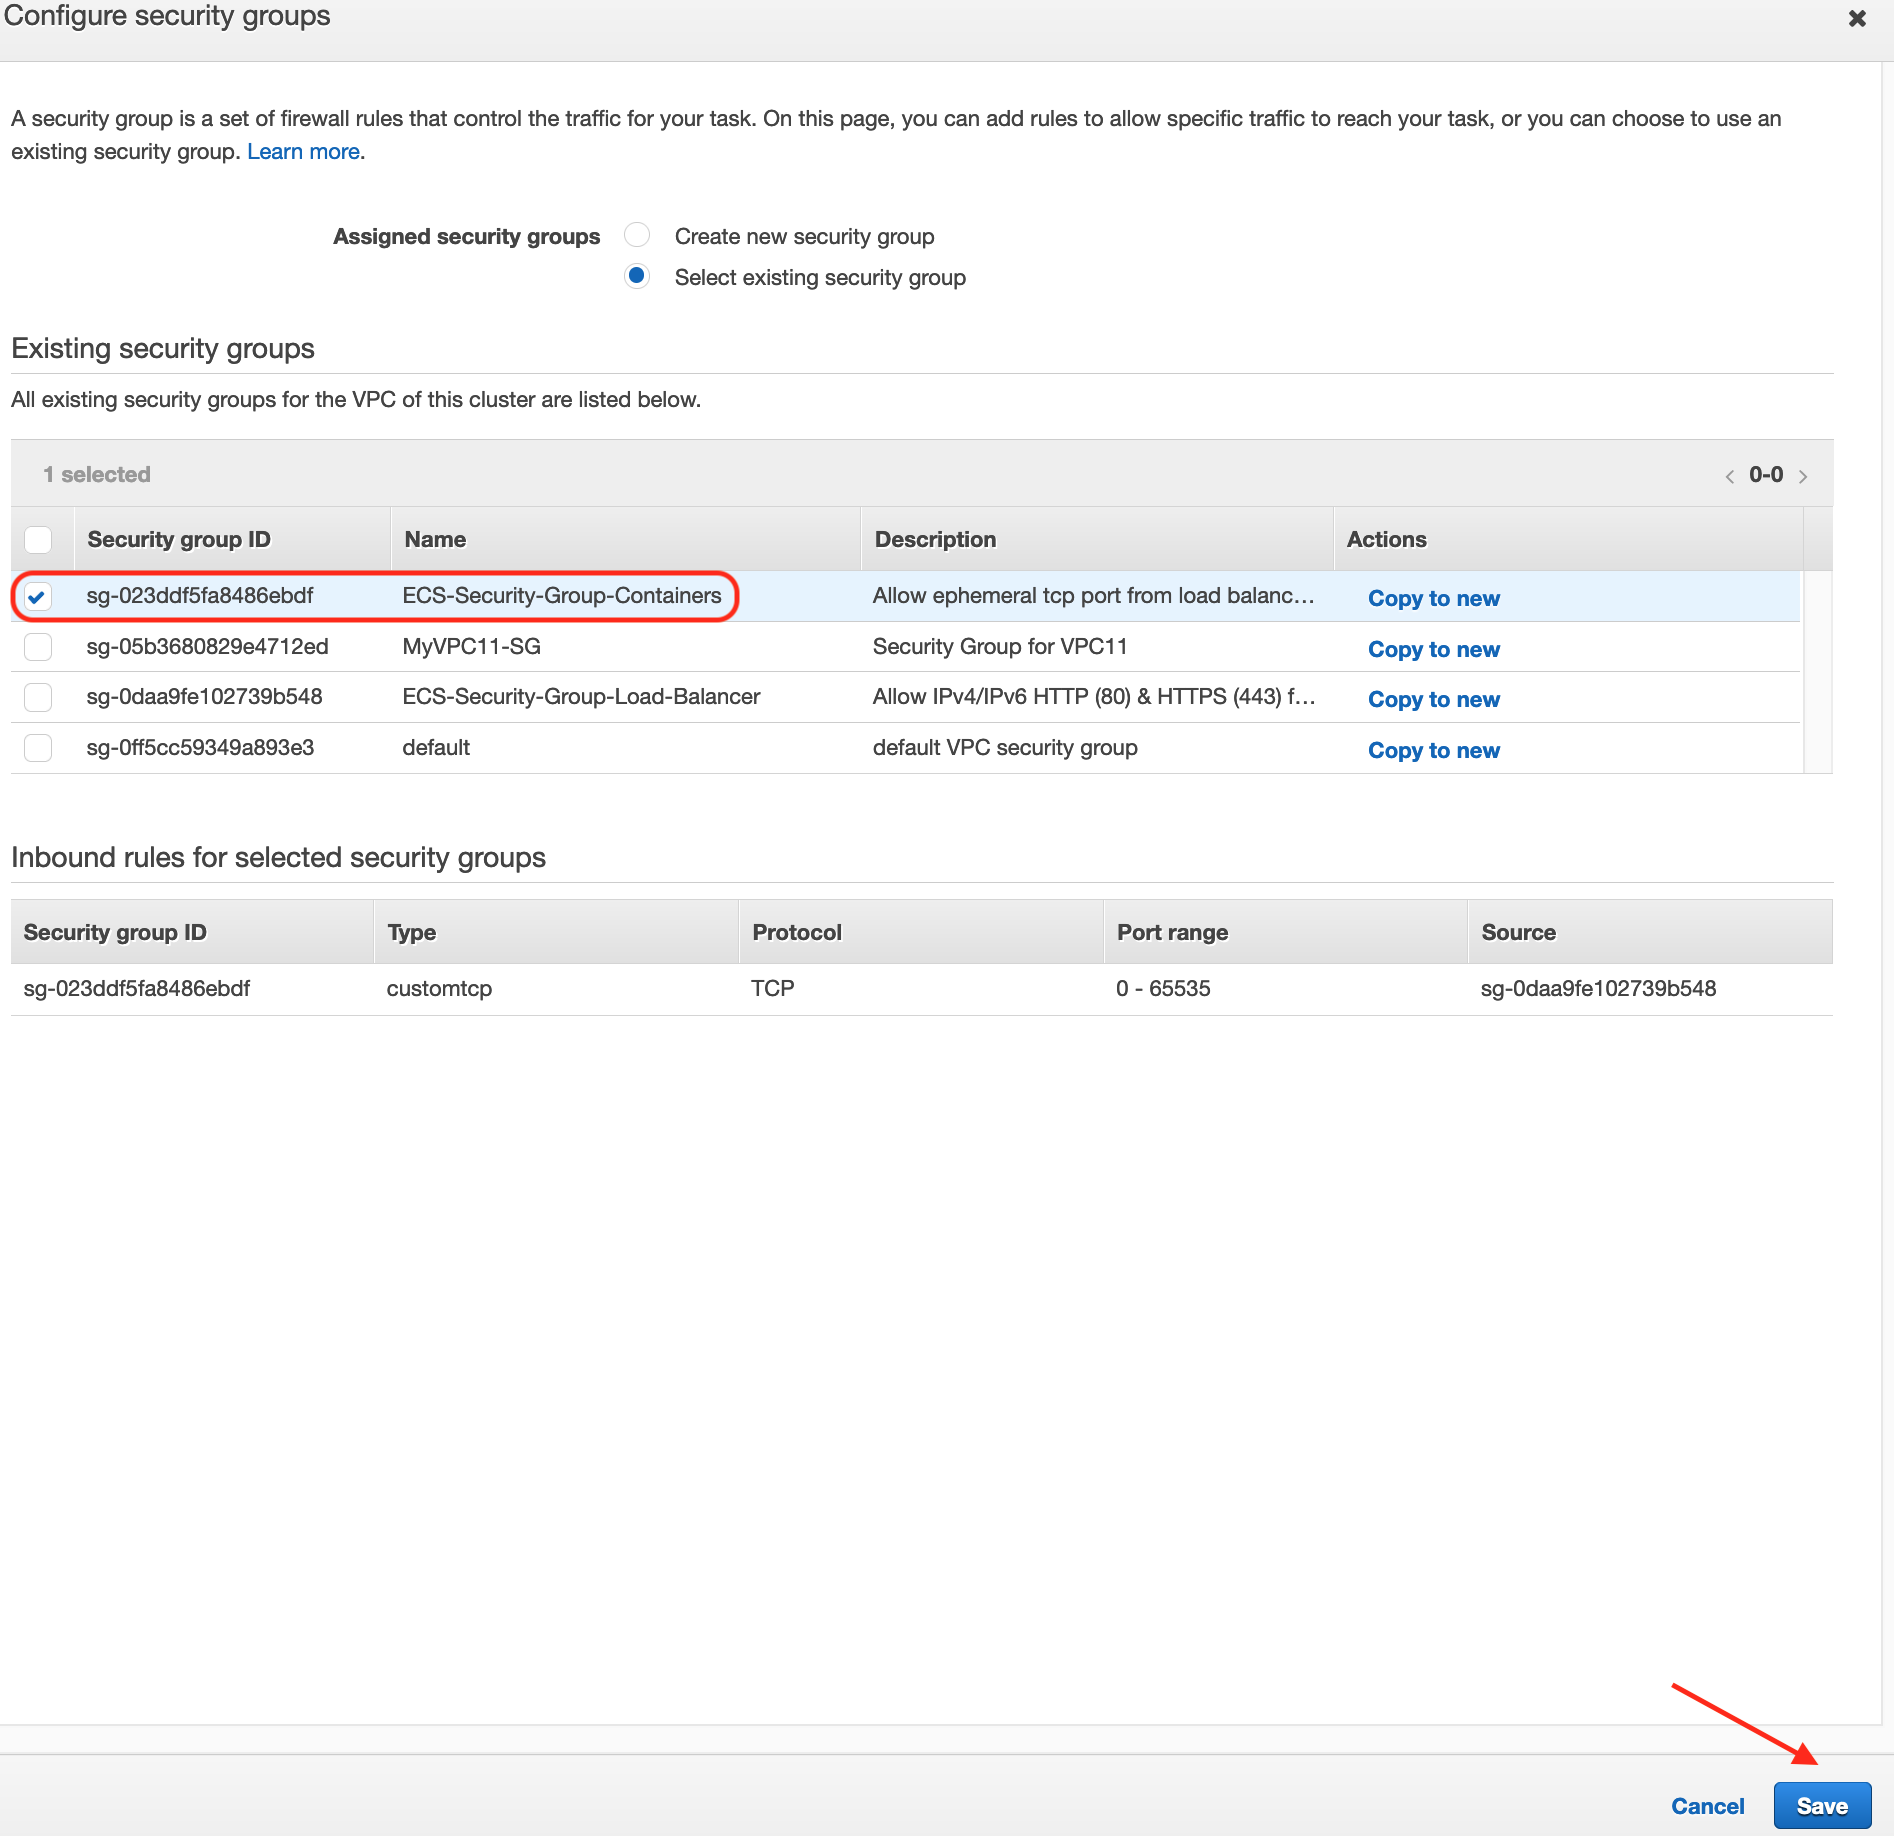 Configure security groups
A security group is a set of firewall rules that control the traffic for your task. On this page, you can add rules to allow specific traffic to reach your task, or you can choose to use an
existing security group. Learn more.
Assigned security groups Create new security group
Select existing security group
Existing security groups
All existing security groups for the VPC of this cluster are listed below.
1 selected < 0-0 >
Security group ID Name Description Actions
sg-023ddf5fa8486ebdf ECS-Security-Group-Containers Allow ephemeral tcp port from load balanc... Copy to new
sg-05b3680829e4712ed MyVPC11-SG Security Group for VPC11 Copy to new
sg-0daa9fe102739b548 ECS-Security-Group-Load-Balancer Allow IPv4/IPv6 HTTP (80) & HTTPS (443) f... Copy to new
sg-0ff5cc59349a893e3 default default VPC security group Copy to new
Inbound rules for selected security groups
Security group ID Type Protocol Port range Source
sg-023ddf5fa8486ebdf customtcp TCP 0 - 65535 sg-0daa9fe102739b548
Cancel Save